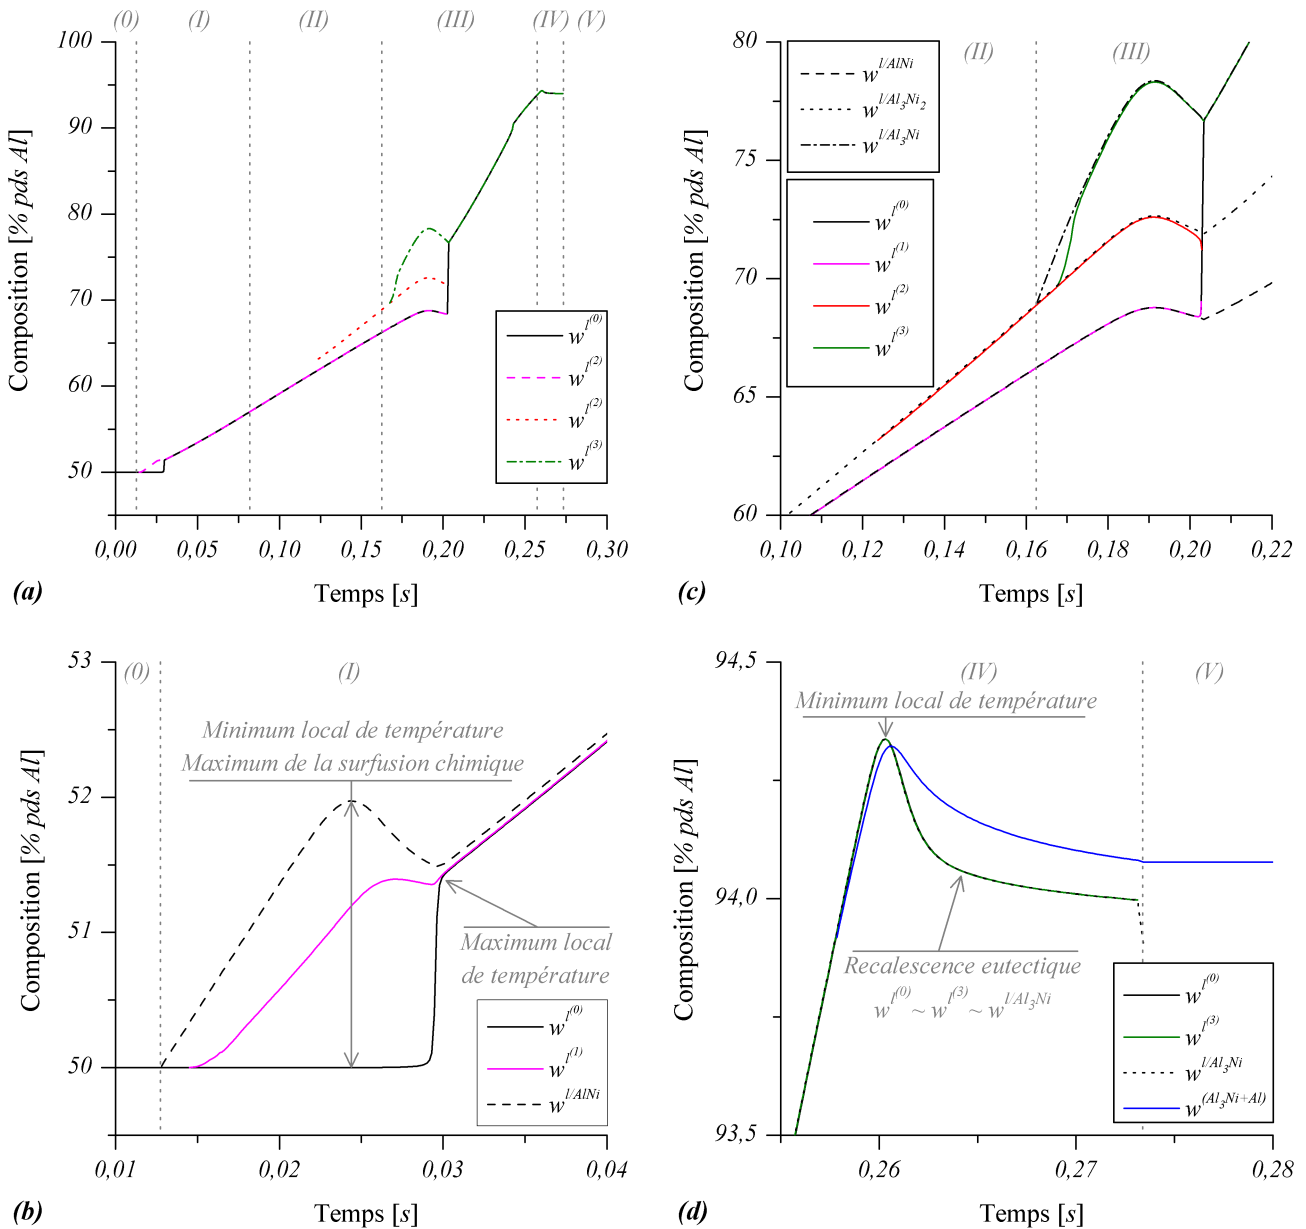 (0) (I) (II) (III) (IV) (V)
100
90
80
70
60
50
Composition [% pds Al]
w^l^(0)
w^l^(2)
w^l^(2)
w^l^(3)
0,00 0,05 0,10 0,15 0,20 0,25 0,30
(a) Temps [s]
(II) (III)
80
75
70
65
60
Composition [% pds Al]
w^l/AlNi
w^l/Al3Ni2
w^l/Al3Ni
w^l^(0)
w^l^(1)
w^l^(2)
w^l^(3)
0,10 0,12 0,14 0,16 0,18 0,20 0,22
(c) Temps [s]
53
52
51
50
Composition [% pds Al]
(0) (I)
Minimum local de température
Maximum de la surfusion chimique
Maximum local
de température
w^l^(0)
w^l^(1)
w^l/AlNi
0,01 0,02 0,03 0,04
(b) Temps [s]
94,5
94,0
93,5
Composition [% pds Al]
(IV) (V)
Minimum local de température
Recalescence eutectique
w^l^(0) ~ w^l^(3) ~ w^l/Al3Ni
w^l^(0)
w^l^(3)
w^l/Al3Ni
w^(Al3Ni+Al)
0,26 0,27 0,28
(d) Temps [s]